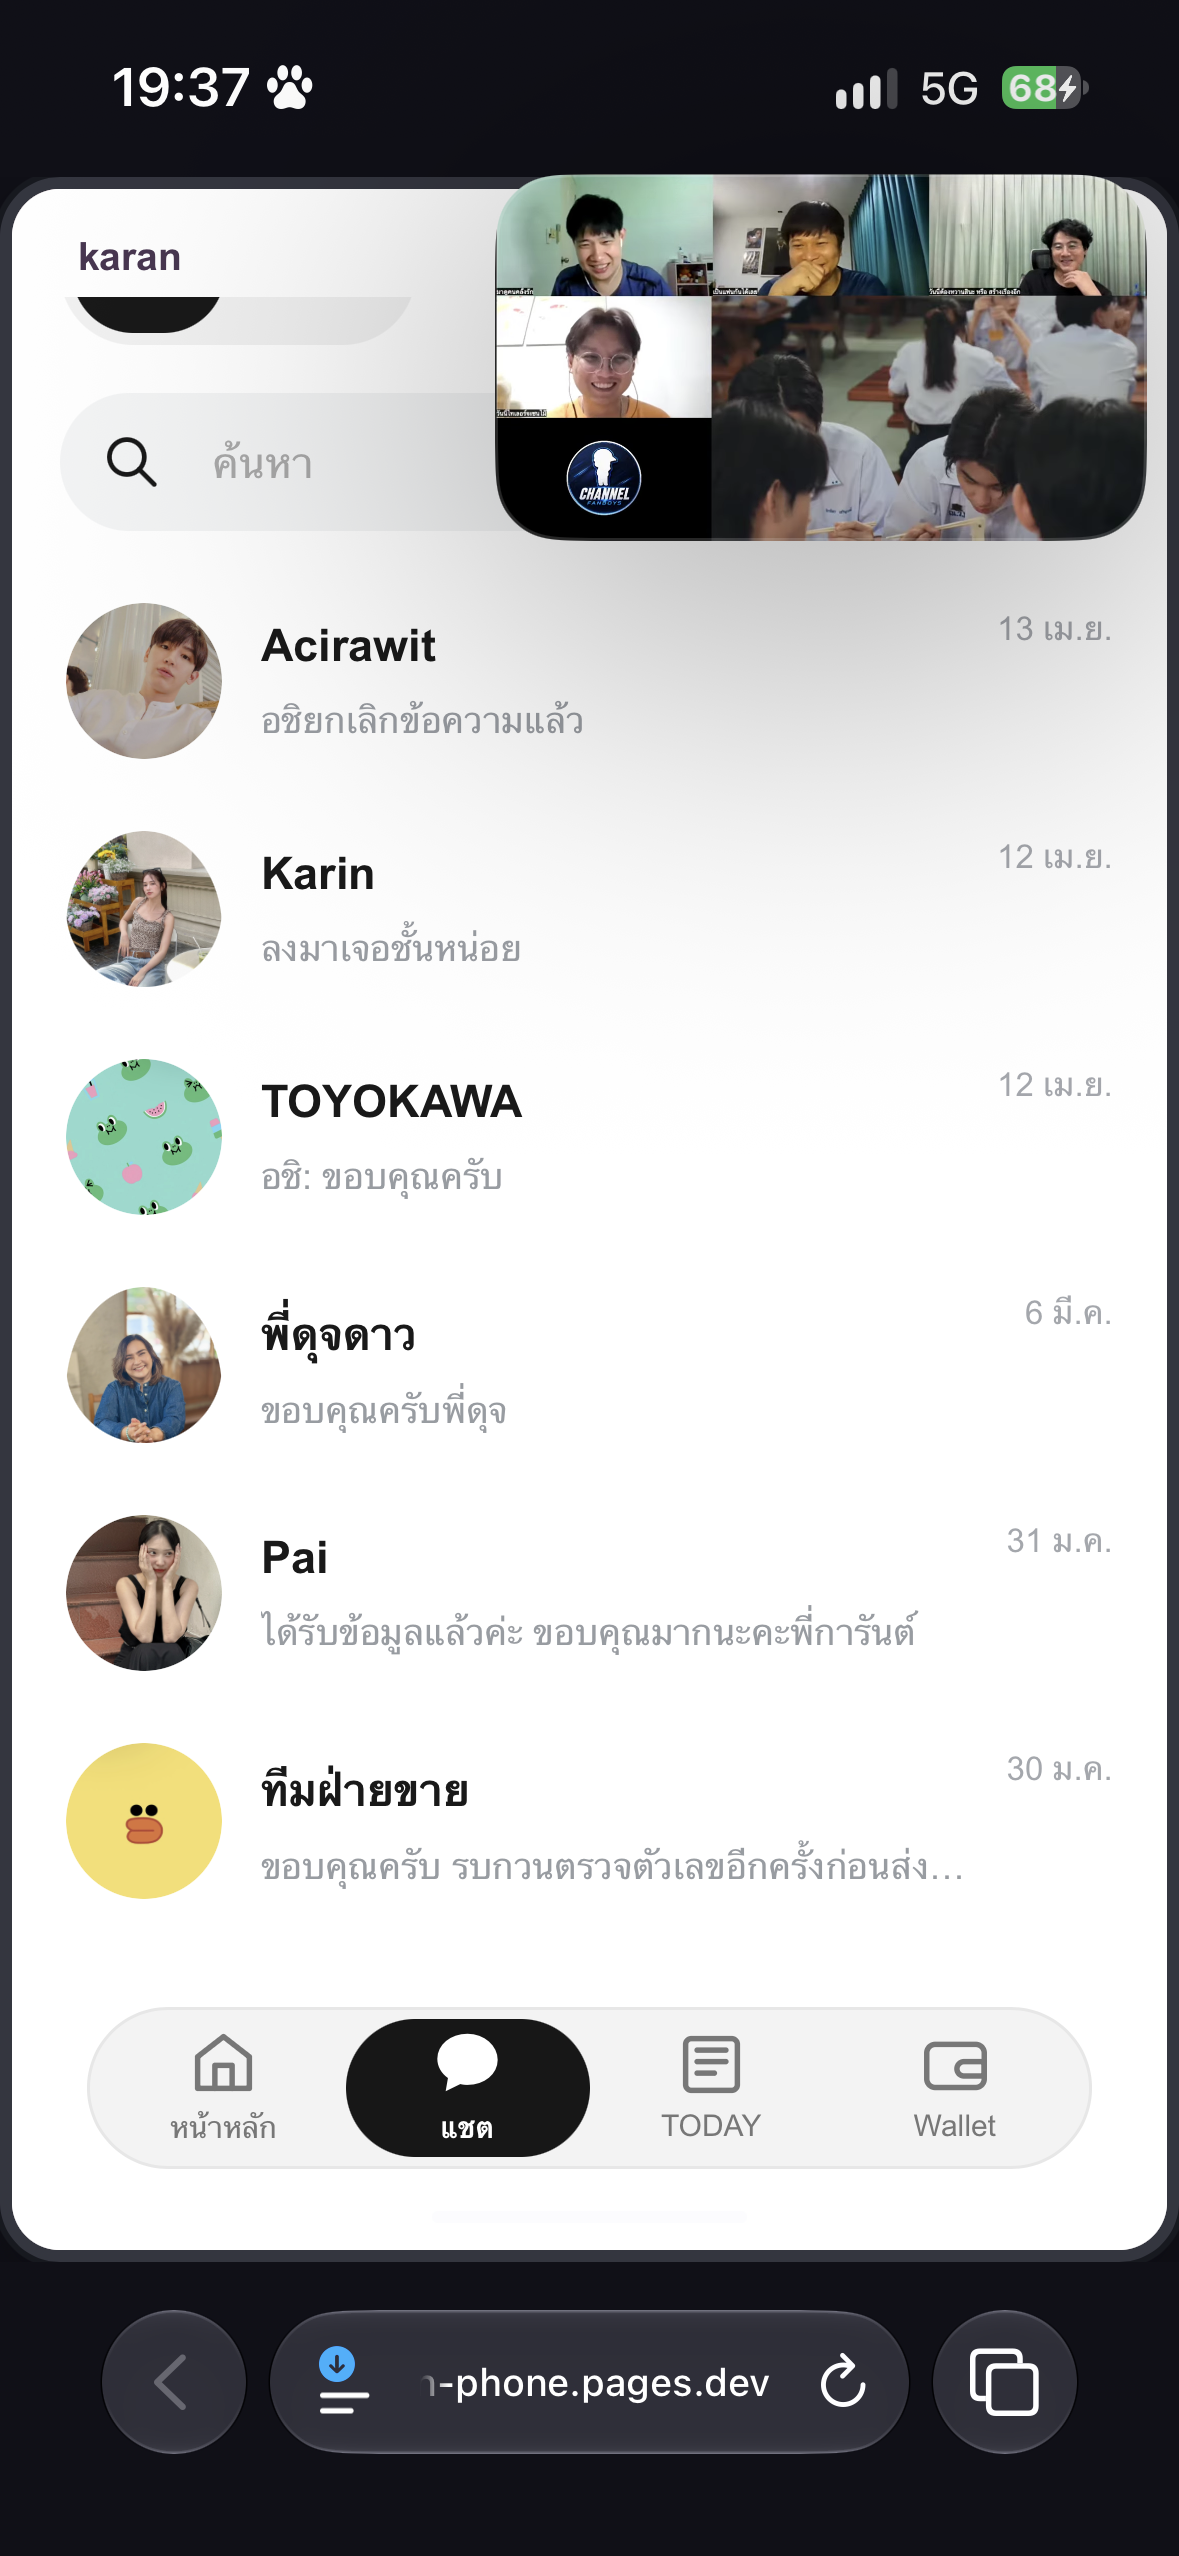 19:37
5G
68
karan
ค้นหา
CHANNEL
FANBOYS
Acirawit
13 เม.ย.
อชิยกเลิกข้อความแล้ว
Karin
12 เม.ย.
ลงมาเจอชั้นหน่อย
TOYOKAWA
12 เม.ย.
อชิ: ขอบคุณครับ
พี่ดุจดาว
6 มี.ค.
ขอบคุณครับพี่ดุจ
Pai
31 ม.ค.
ได้รับข้อมูลแล้วค่ะ ขอบคุณมากนะคะพี่การันต์
ทีมฝ่ายขาย
30 ม.ค.
ขอบคุณครับ รบกวนตรวจตัวเลขอีกครั้งก่อนส่ง...
หน้าหลัก
แชต
TODAY
Wallet
-phone.pages.dev